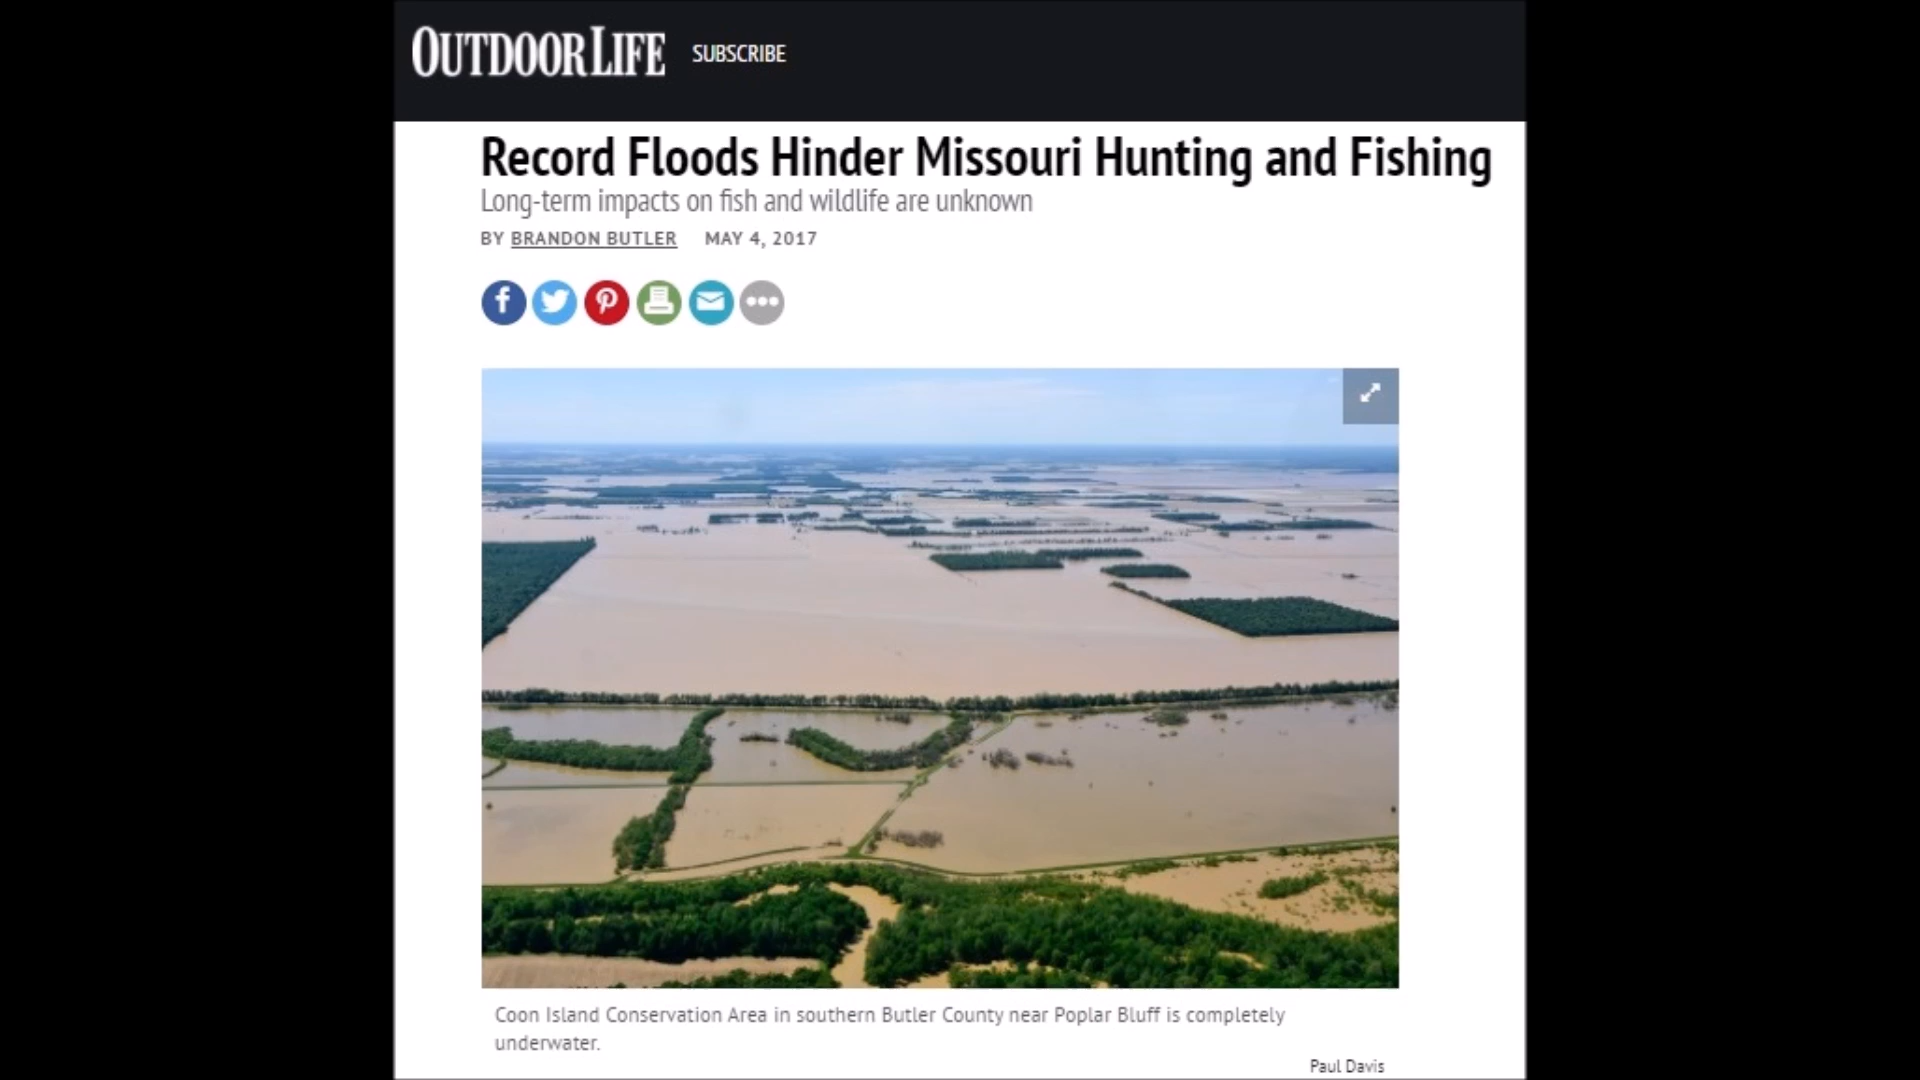 OUTDOOR LIFE SUBSCRIBE
Record Floods Hinder Missouri Hunting and Fishing
Long-term impacts on fish and wildlife are unknown
BY BRANDON BUTLER MAY 4, 2017
Coon Island Conservation Area in southern Butler County near Poplar Bluff is completely
underwater.
Paul Davis